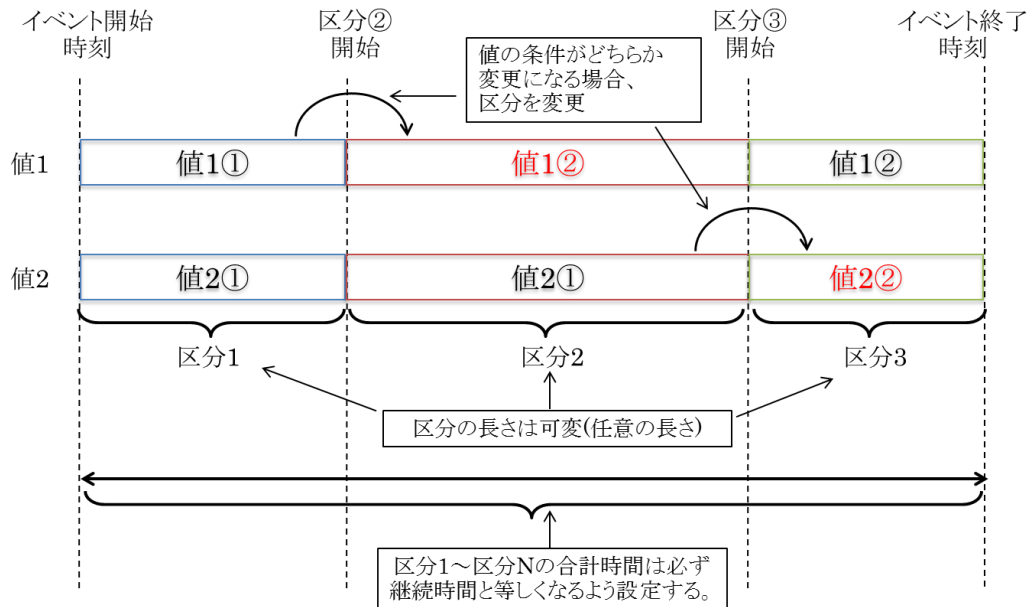 イベント開始
時刻
区分②
開始
区分③
開始
イベント終了
時刻
値の条件がどちらか
変更になる場合、
区分を変更
値1
値1①
値1②
値1②
値2
値2①
値2①
値2②
区分1
区分2
区分3
区分の長さは可変(任意の長さ)
区分1～区分Nの合計時間は必ず
継続時間と等しくなるよう設定する。